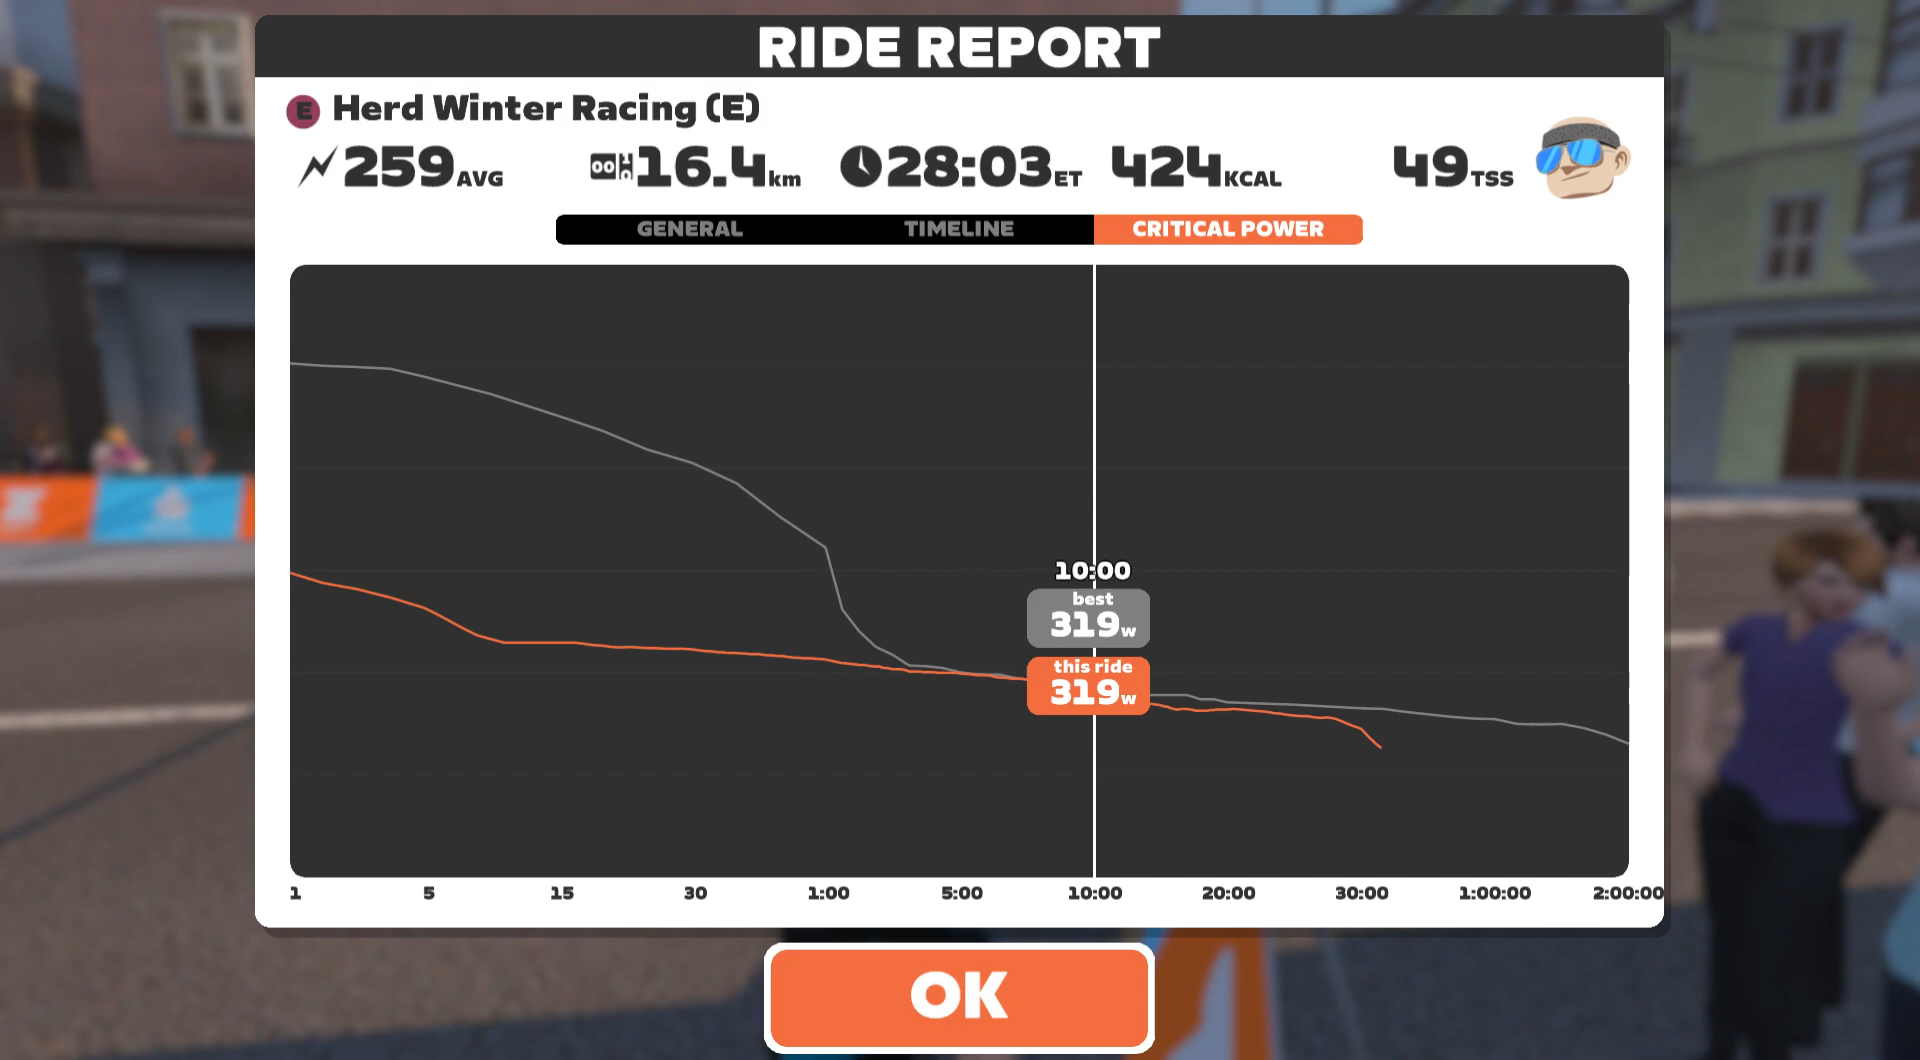 RIDE REPORT
E Herd Winter Racing (E)
259AVG 16.4km 28:03ET 424KCAL 49TSS
GENERAL TIMELINE CRITICAL POWER
10:00
best
319w
this ride
319w
1 5 15 30 1:00 5:00 10:00 20:00 30:00 1:00:00 2:00:00
OK